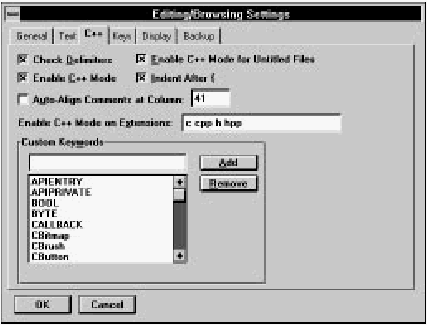 Editing/Browsing Settings
General Text C++ Keys Display Backup
Check Delimiters Enable C++ Mode for Untitled Files
Enable C++ Mode Indent After {
Auto-Align Comments at Column: 41
Enable C++ Mode on Extensions: c cpp h hpp
Custom Keywords
Add
Remove
APIENTRY
APIPRIVATE
BOOL
BYTE
CALLBACK
CBitmap
CBrush
CButton
OK Cancel